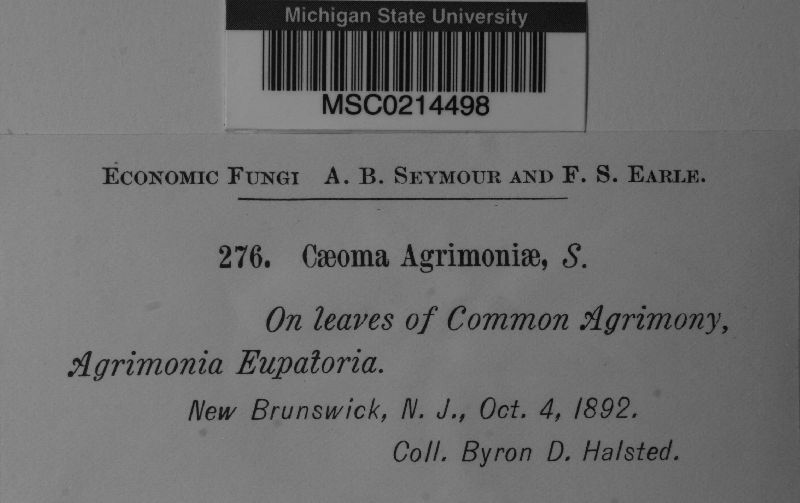 Michigan State University
MSC0214498
Economic Fungi A. B. Seymour and F. S. Earle.
276. Cæoma Agrimoniæ, S.
On leaves of Common Agrimony,
Agrimonia Eupatoria.
New Brunswick, N. J., Oct. 4, 1892.
Coll. Byron D. Halsted.